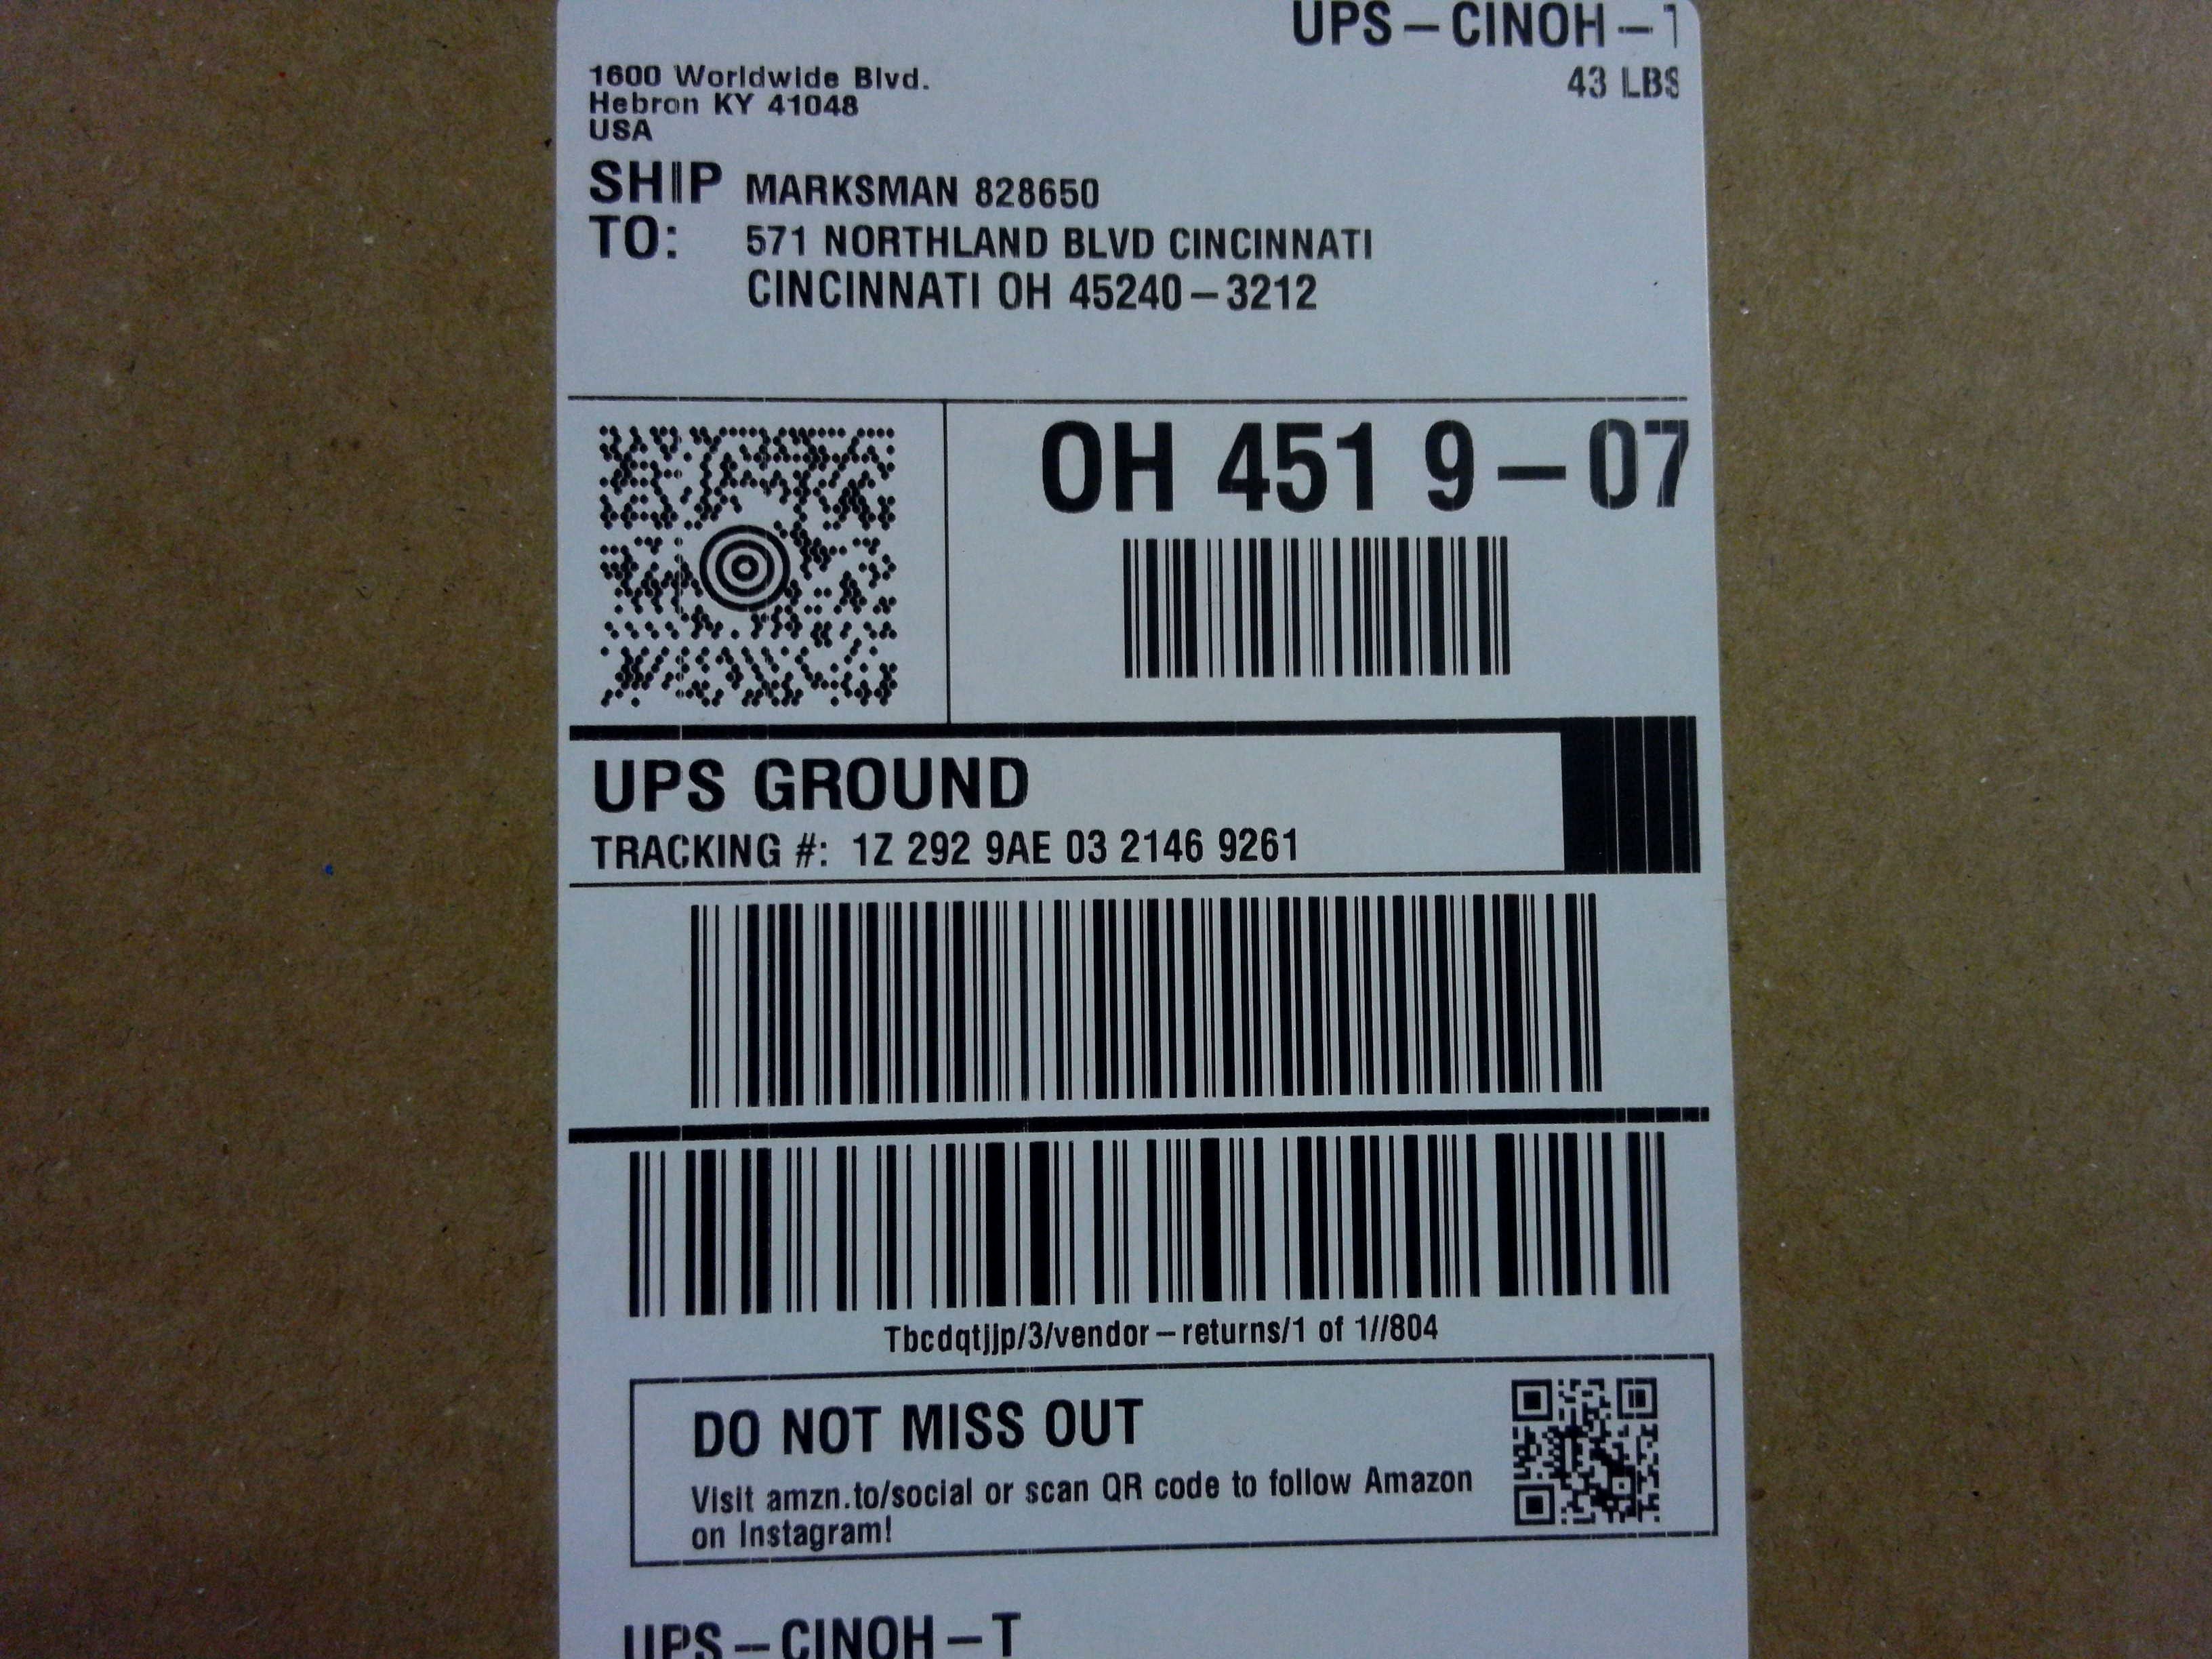 UPS-CINOH-T
43 LBS
1600 Worldwide Blvd.
Hebron KY 41048
USA
SHIP TO: MARKSMAN 828650
571 NORTHLAND BLVD CINCINNATI
CINCINNATI OH 45240-3212
OH 451 9-07
UPS GROUND
TRACKING #: 1Z 292 9AE 03 2146 9261
Tbcdqtjjp/3/vendor-returns/1 of 1//804
DO NOT MISS OUT
Visit amzn.to/social or scan QR code to follow Amazon
on Instagram!
UPS-CINOH-T